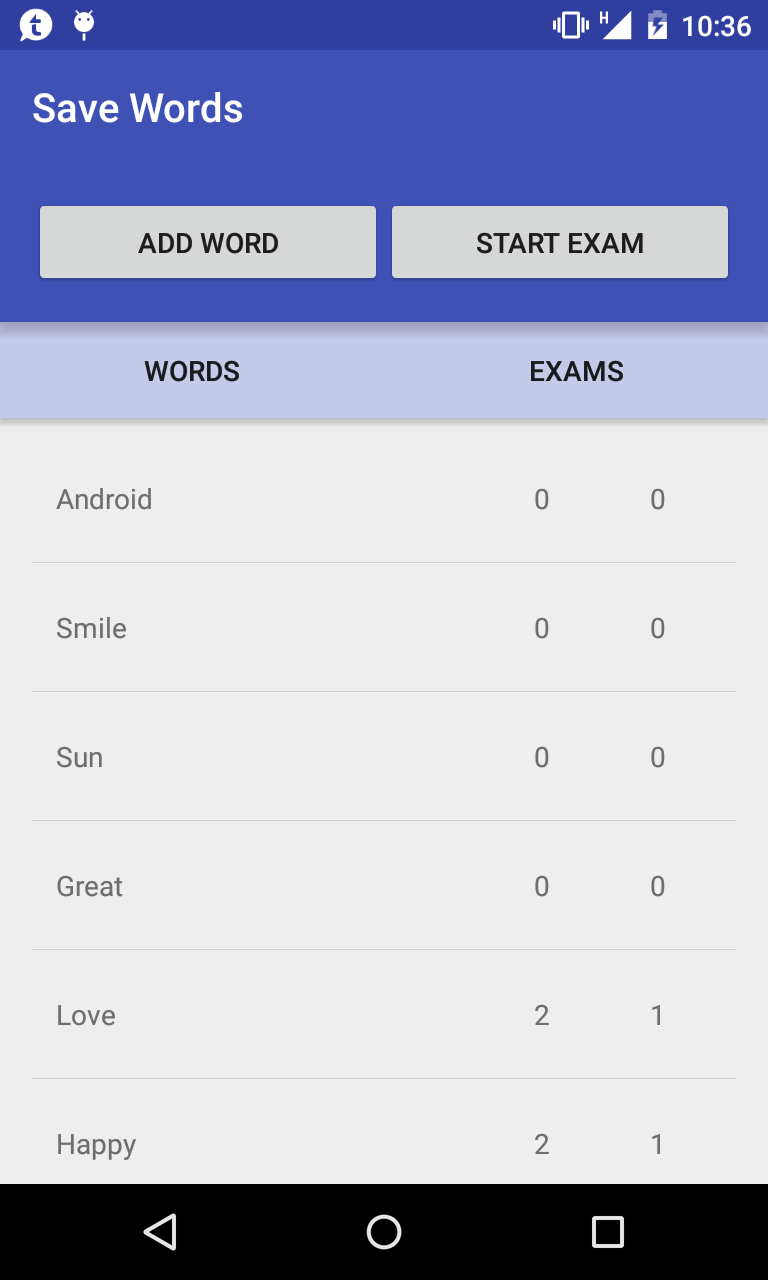 H 10:36
Save Words
ADD WORD START EXAM
WORDS EXAMS
Android 0 0
Smile 0 0
Sun 0 0
Great 0 0
Love 2 1
Happy 2 1